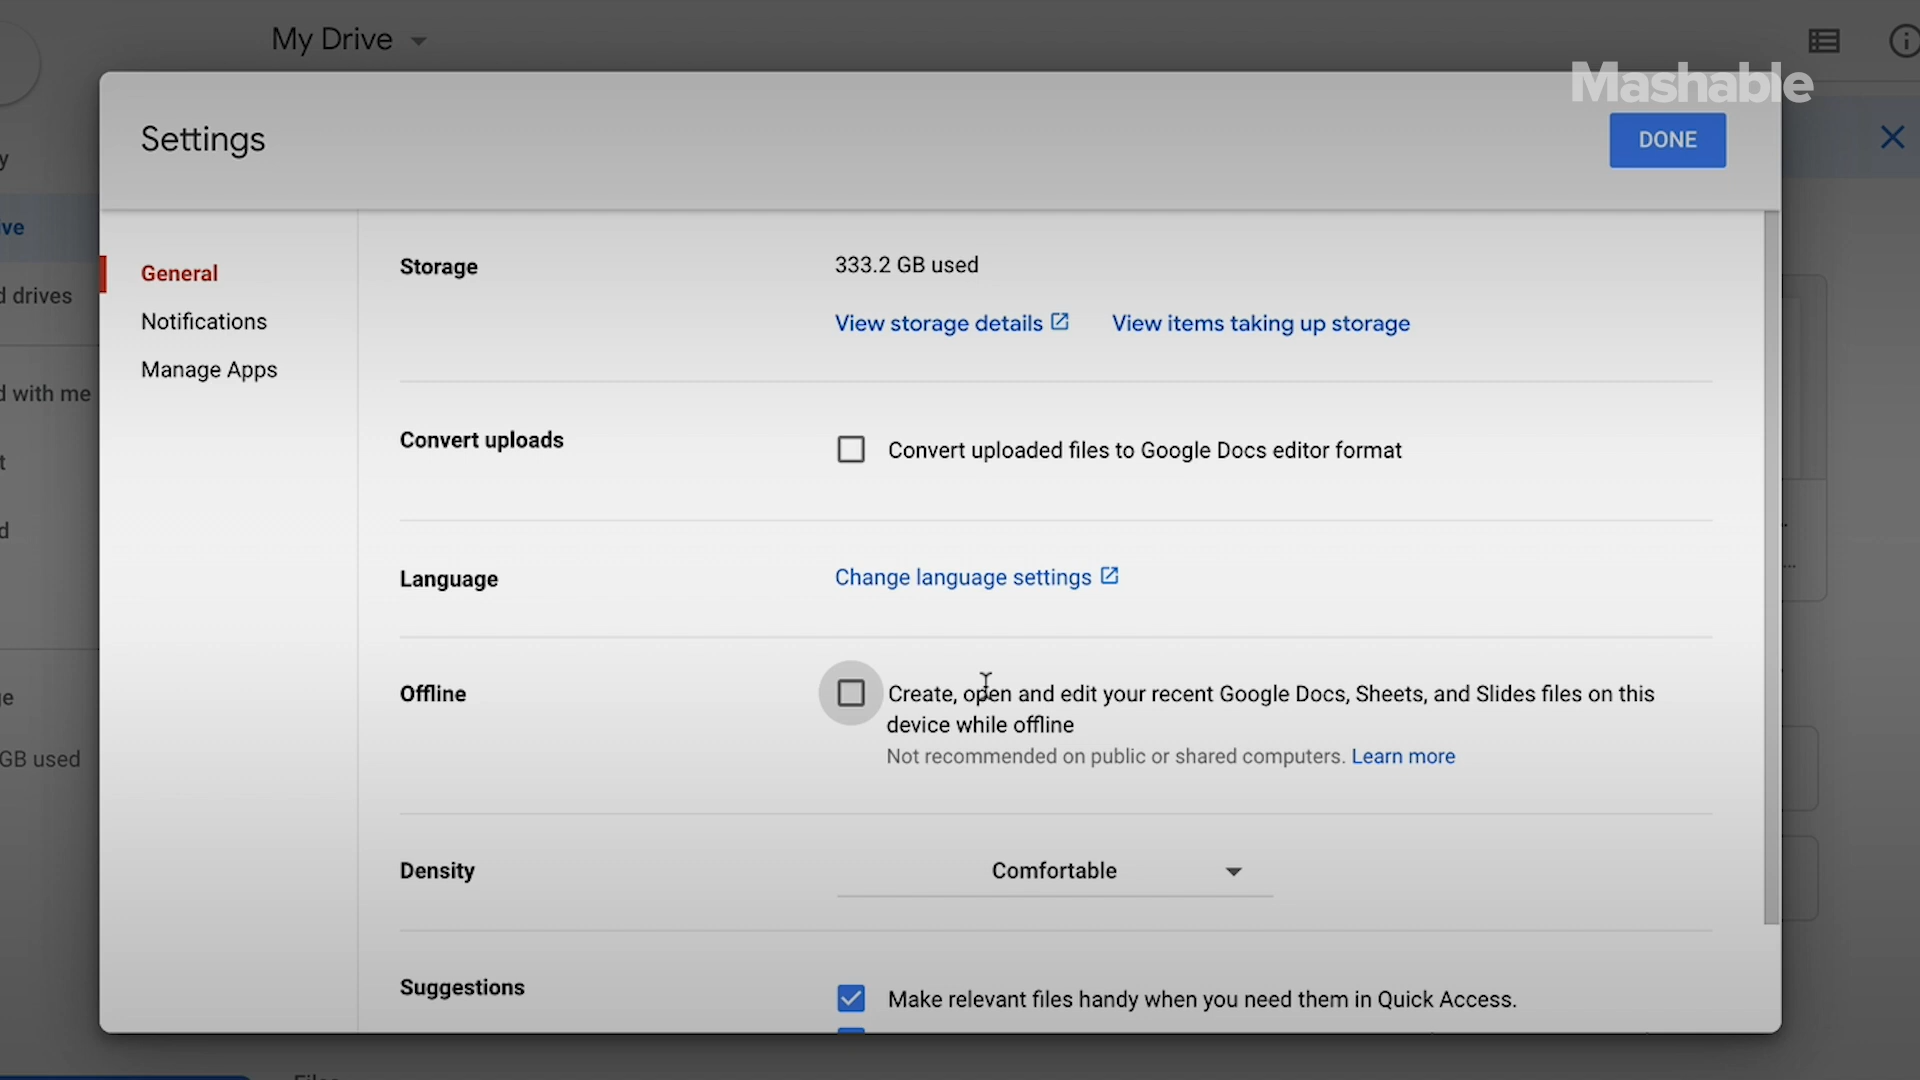 My Drive
Mashable
Settings
DONE
General
Notifications
Manage Apps
Storage
333.2 GB used
View storage details
View items taking up storage
Convert uploads
Convert uploaded files to Google Docs editor format
Language
Change language settings
Offline
Create, open and edit your recent Google Docs, Sheets, and Slides files on this
device while offline
Not recommended on public or shared computers. Learn more
Density
Comfortable
Suggestions
Make relevant files handy when you need them in Quick Access.
drives
with me
GB used